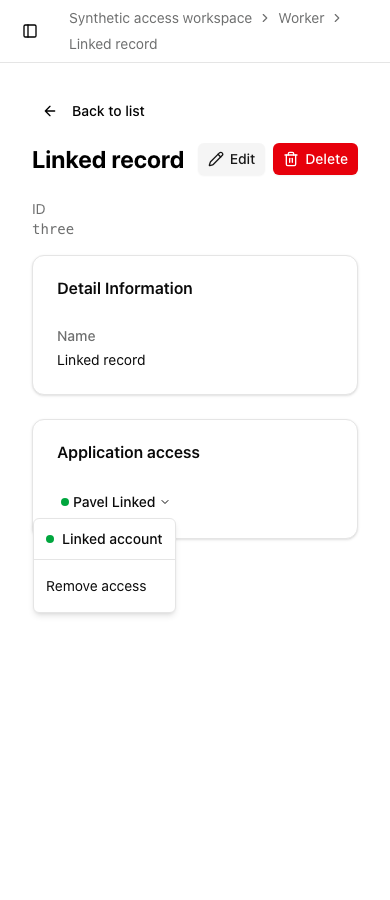 Synthetic access workspace > Worker >
Linked record
Back to list
Linked record
Edit
Delete
ID
three
Detail Information
Name
Linked record
Application access
Pavel Linked
Linked account
Remove access